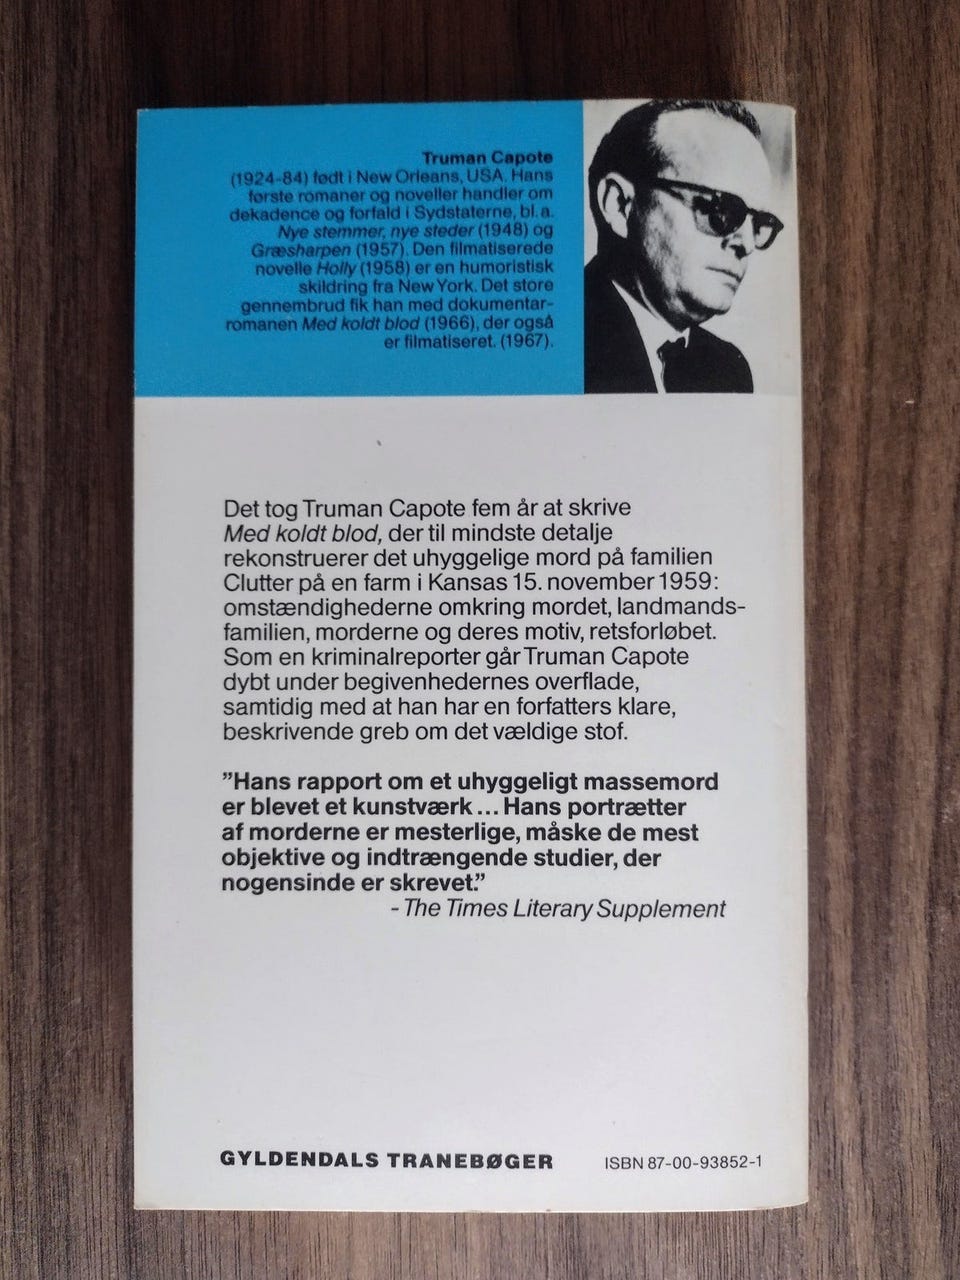 Truman Capote
(1924-84) født i New Orleans, USA. Hans
første romaner og noveller handler om
dekadence og forfald i Sydstaterne, bl.a.
Nye stemmer, nye steder (1948) og
Græsharpen (1957). Den filmatiserede
novelle Holly (1958) er en humoristisk
skildring fra New York. Det store
gennembrud fik han med dokumentar-
romanen Med koldt blod (1966), der også
er filmatiseret. (1967).
Det tog Truman Capote fem år at skrive
Med koldt blod, der til mindste detalje
rekonstruerer det uhyggelige mord på familien
Clutter på en farm i Kansas 15. november 1959:
omstændighederne omkring mordet, landmands-
familien, morderne og deres motiv, retsforløbet.
Som en kriminalreporter går Truman Capote
dybt under begivenhedernes overflade,
samtidig med at han har en forfatters klare,
beskrivende greb om det vældige stof.
”Hans rapport om et uhyggeligt massemord
er blevet et kunstværk... Hans portrætter
af morderne er mesterlige, måske de mest
objektive og indtrængende studier, der
nogensinde er skrevet.”
- The Times Literary Supplement
GYLDENDALS TRANEBØGER
ISBN 87-00-93852-1